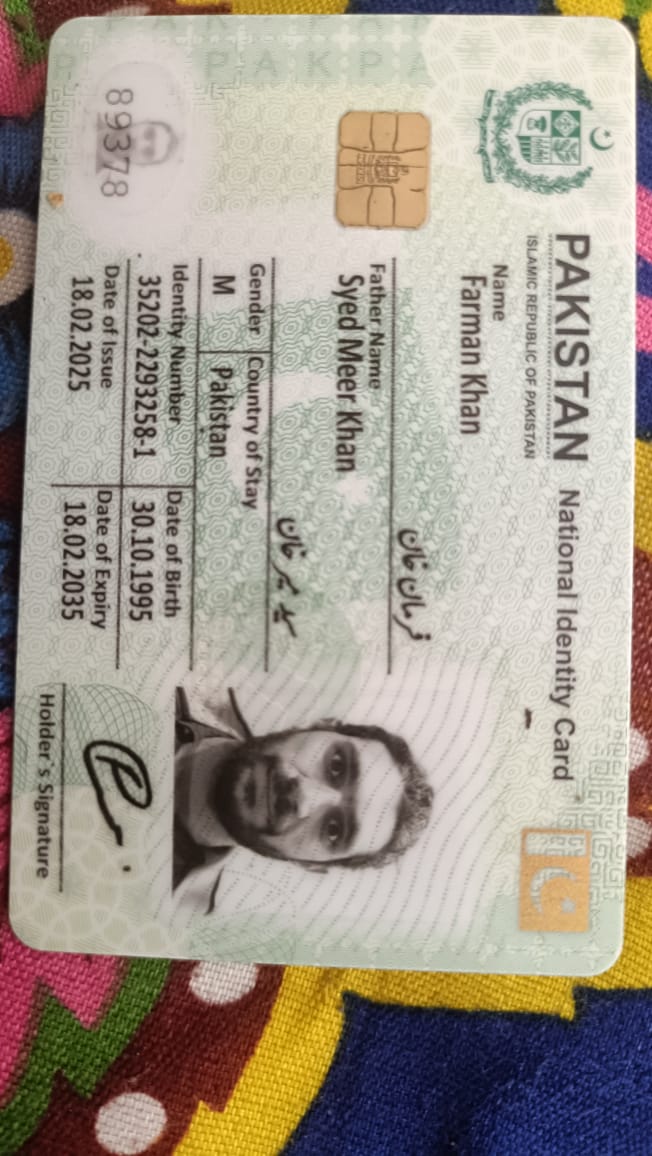 PAKISTAN National Identity Card
ISLAMIC REPUBLIC OF PAKISTAN
Name
Farman Khan
فرمان خان
Father Name
Syed Meer Khan
سید میر خان
Gender Country of Stay
M Pakistan
Identity Number Date of Birth
35202-2293258-1 30.10.1995
Date of Issue Date of Expiry
18.02.2025 18.02.2035
89378
Holder`s Signature